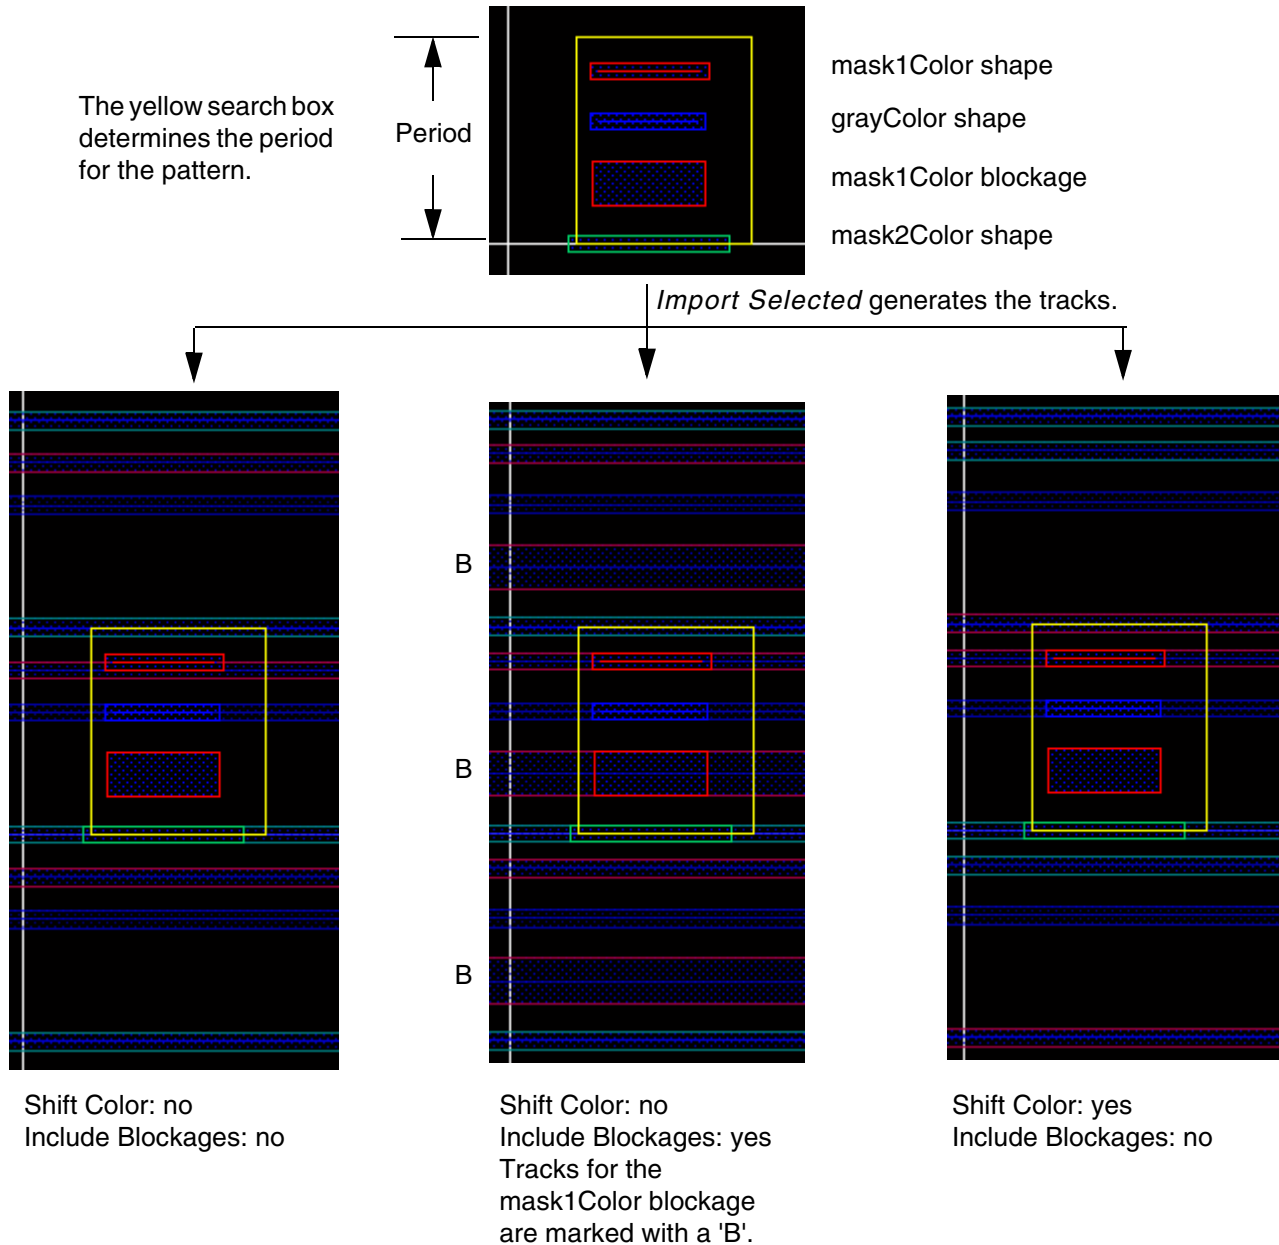 The yellow search box
determines the period
for the pattern.
Period
mask1Color shape
grayColor shape
mask1Color blockage
mask2Color shape
Import Selected generates the tracks.
B
B
B
Shift Color: no
Include Blockages: no
Shift Color: no
Include Blockages: yes
Tracks for the
mask1Color blockage
are marked with a 'B'.
Shift Color: yes
Include Blockages: no